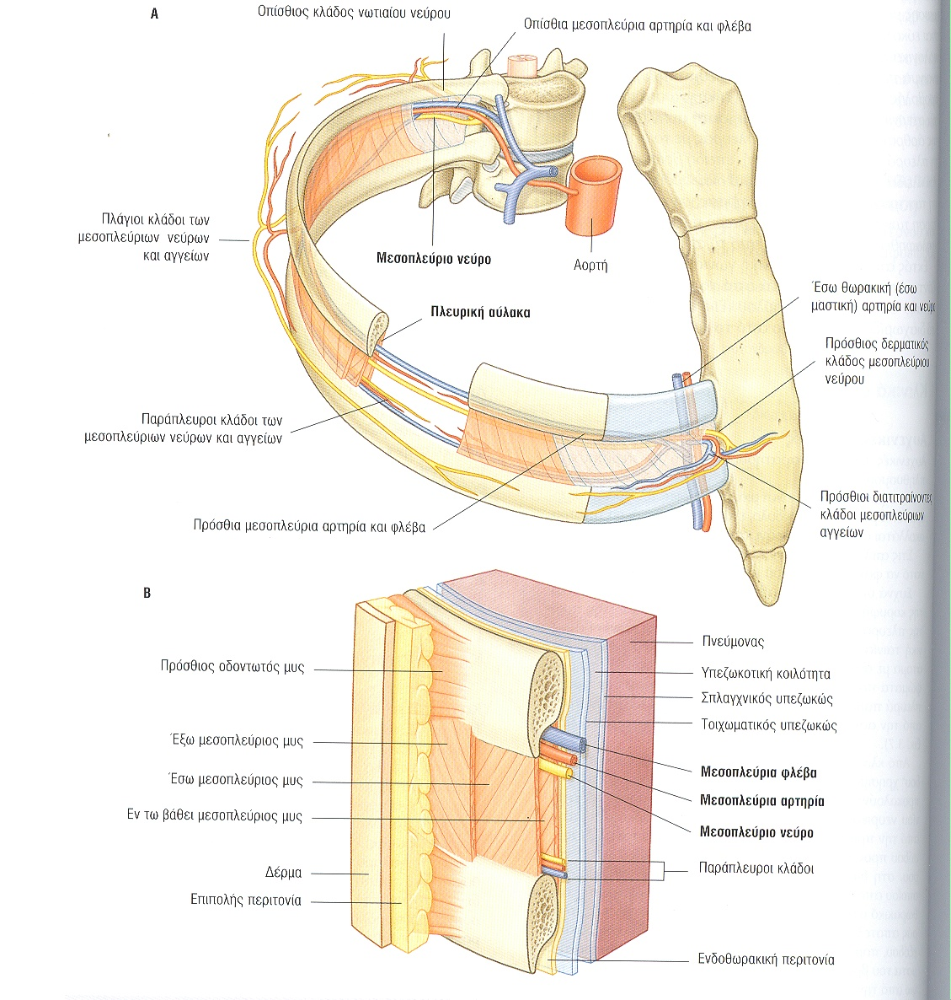 A
Οπίσθιος κλάδος νωτιαίου νεύρου
Οπίσθια μεσοπλεύρια αρτηρία και φλέβα
Πλάγιοι κλάδοι των
μεσοπλεύριων νεύρων
και αγγείων
Μεσοπλεύριο νεύρο
Αορτή
Πλευρική αύλακα
Έσω θωρακική (έσω
μαστική) αρτηρία και νεύρο
Πρόσθιος δερματικός
κλάδος μεσοπλεύριου
νεύρου
Παράπλευροι κλάδοι των
μεσοπλεύριων νεύρων και αγγείων
Πρόσθιοι διατιτραίνοντες
κλάδοι μεσοπλεύριων
αγγείων
Πρόσθια μεσοπλεύρια αρτηρία και φλέβα
B
Πρόσθιος οδοντωτός μυς
Έξω μεσοπλεύριος μυς
Έσω μεσοπλεύριος μυς
Εν τω βάθει μεσοπλεύριος μυς
Δέρμα
Επιπολής περιτονία
Πνεύμονας
Υπεζωκοτική κοιλότητα
Σπλαγχνικός υπεζωκώς
Τοιχωματικός υπεζωκώς
Μεσοπλεύρια φλέβα
Μεσοπλεύρια αρτηρία
Μεσοπλεύριο νεύρο
Παράπλευροι κλάδοι
Ενδοθωρακική περιτονία